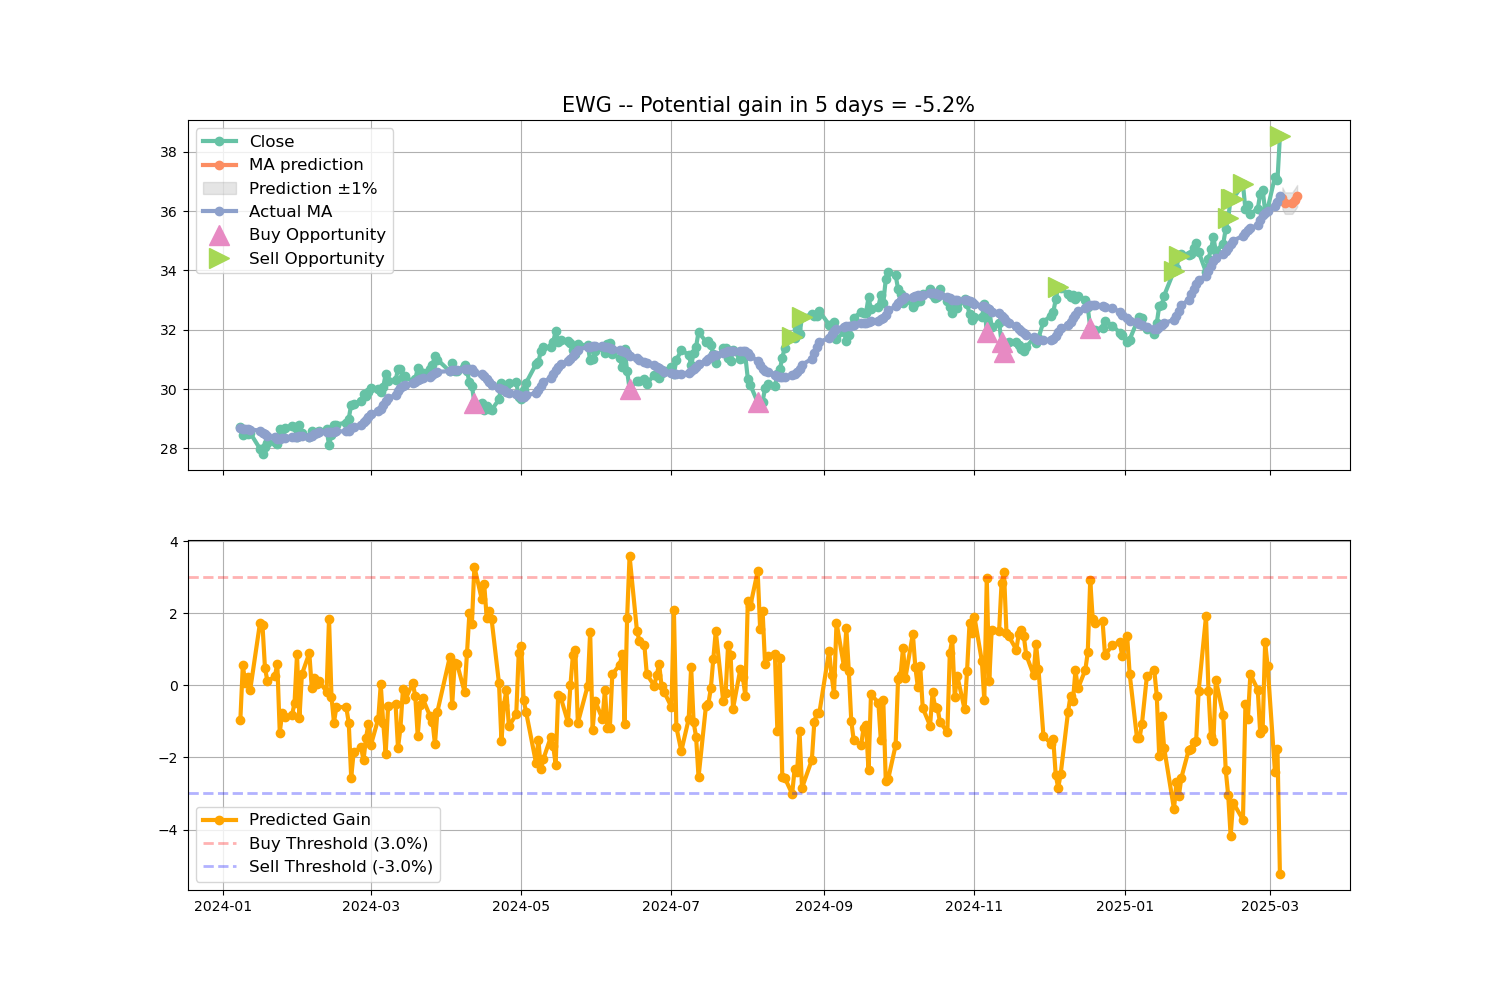 EWG -- Potential gain in 5 days = -5.2%
Close
MA prediction
Prediction ±1%
Actual MA
Buy Opportunity
Sell Opportunity
38
36
34
32
30
28
4
2
0
−2
−4
Predicted Gain
Buy Threshold (3.0%)
Sell Threshold (-3.0%)
2024-01 2024-03 2024-05 2024-07 2024-09 2024-11 2025-01 2025-03